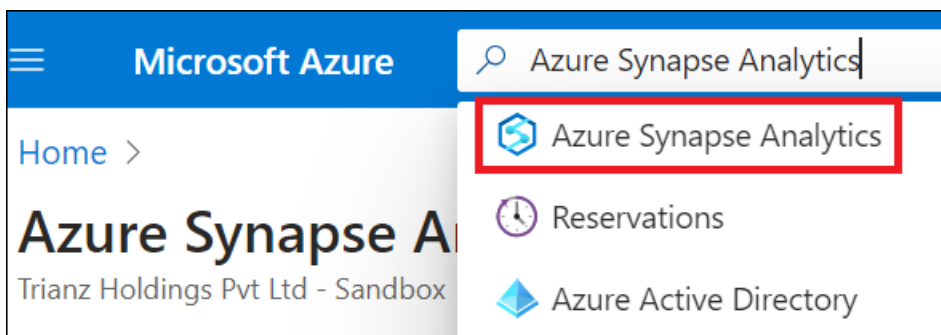 Microsoft Azure
Azure Synapse Analytics
Azure Synapse Analytics
Home >
Reservations
Azure Synapse A
Trianz Holdings Pvt Ltd - Sandbox
Azure Active Directory